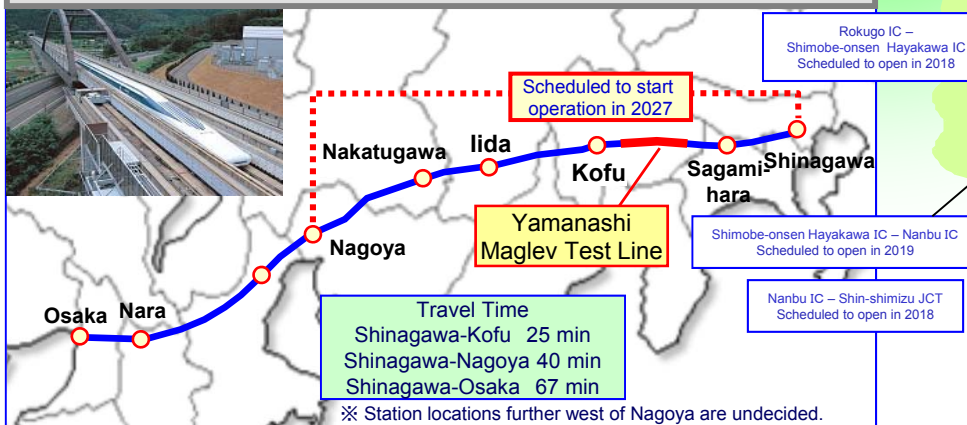 Rokugo IC –
Shimobe-onsen Hayakawa IC
Scheduled to open in 2018
Scheduled to start
operation in 2027
Nakatugawa
Iida
Kofu
Sagami-
hara
Shinagawa
Yamanashi
Maglev Test Line
Nagoya
Shimobe-onsen Hayakawa IC – Nanbu IC
Scheduled to open in 2019
Nanbu IC – Shin-shimizu JCT
Scheduled to open in 2018
Osaka
Nara
Travel Time
Shinagawa-Kofu 25 min
Shinagawa-Nagoya 40 min
Shinagawa-Osaka 67 min
※ Station locations further west of Nagoya are undecided.